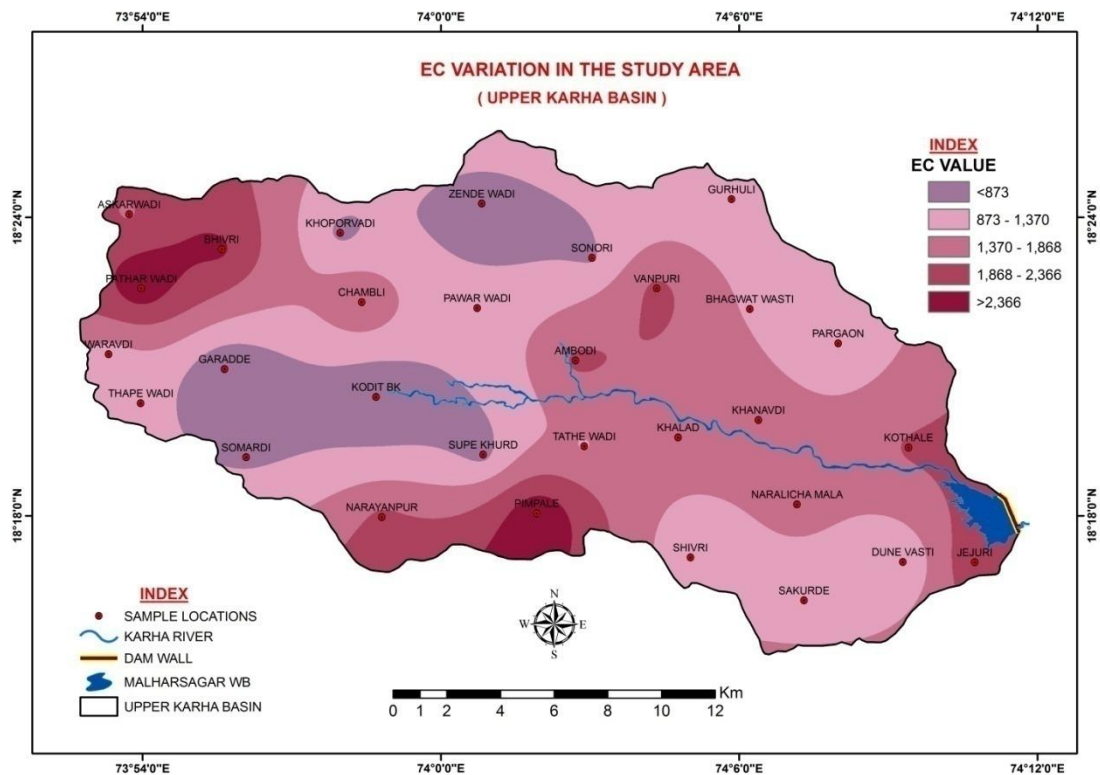 73°54'0"E 74°0'0"E 74°6'0"E 74°12'0"E
EC VARIATION IN THE STUDY AREA
( UPPER KARHA BASIN )
INDEX
EC VALUE
<873
873 - 1,370
1,370 - 1,868
1,868 - 2,366
>2,366
18°24'0"N
18°24'0"N
ZENDE WADI
GURHULI
ASKARWADI
KHOPORVADI
BHIVRI
SONORI
PATHAR WADI
CHAMBLI
PAWAR WADI
VANPURI
BHAGWAT WASTI
PARGAON
WARAVDI
GARADDE
AMBODI
THAPE WADI
KODIT BK
KHANAVDI
SOMARDI
SUPE KHURD
TATHE WADI
KHALAD
KOTHALE
18°18'0"N
18°18'0"N
NARAYANPUR
PIMPALE
NARALICHA MALA
SHIVRI
DUNE VASTI
JEJURI
SAKURDE
INDEX
SAMPLE LOCATIONS
KARHA RIVER
DAM WALL
MALHARSAGAR WB
UPPER KARHA BASIN
N
W E
S
Km
0 1 2 4 6 8 10 12
73°54'0"E 74°0'0"E 74°6'0"E 74°12'0"E